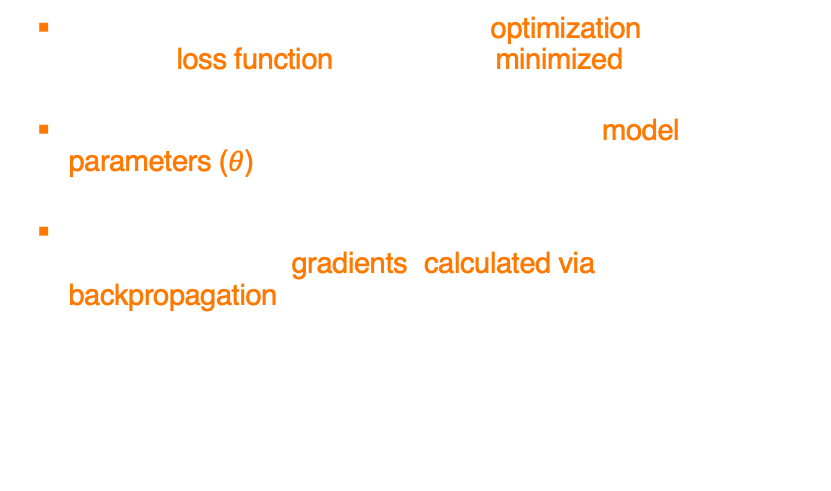 ▪ optimization
loss function minimized
▪ model
parameters (θ)
▪
gradients calculated via
backpropagation